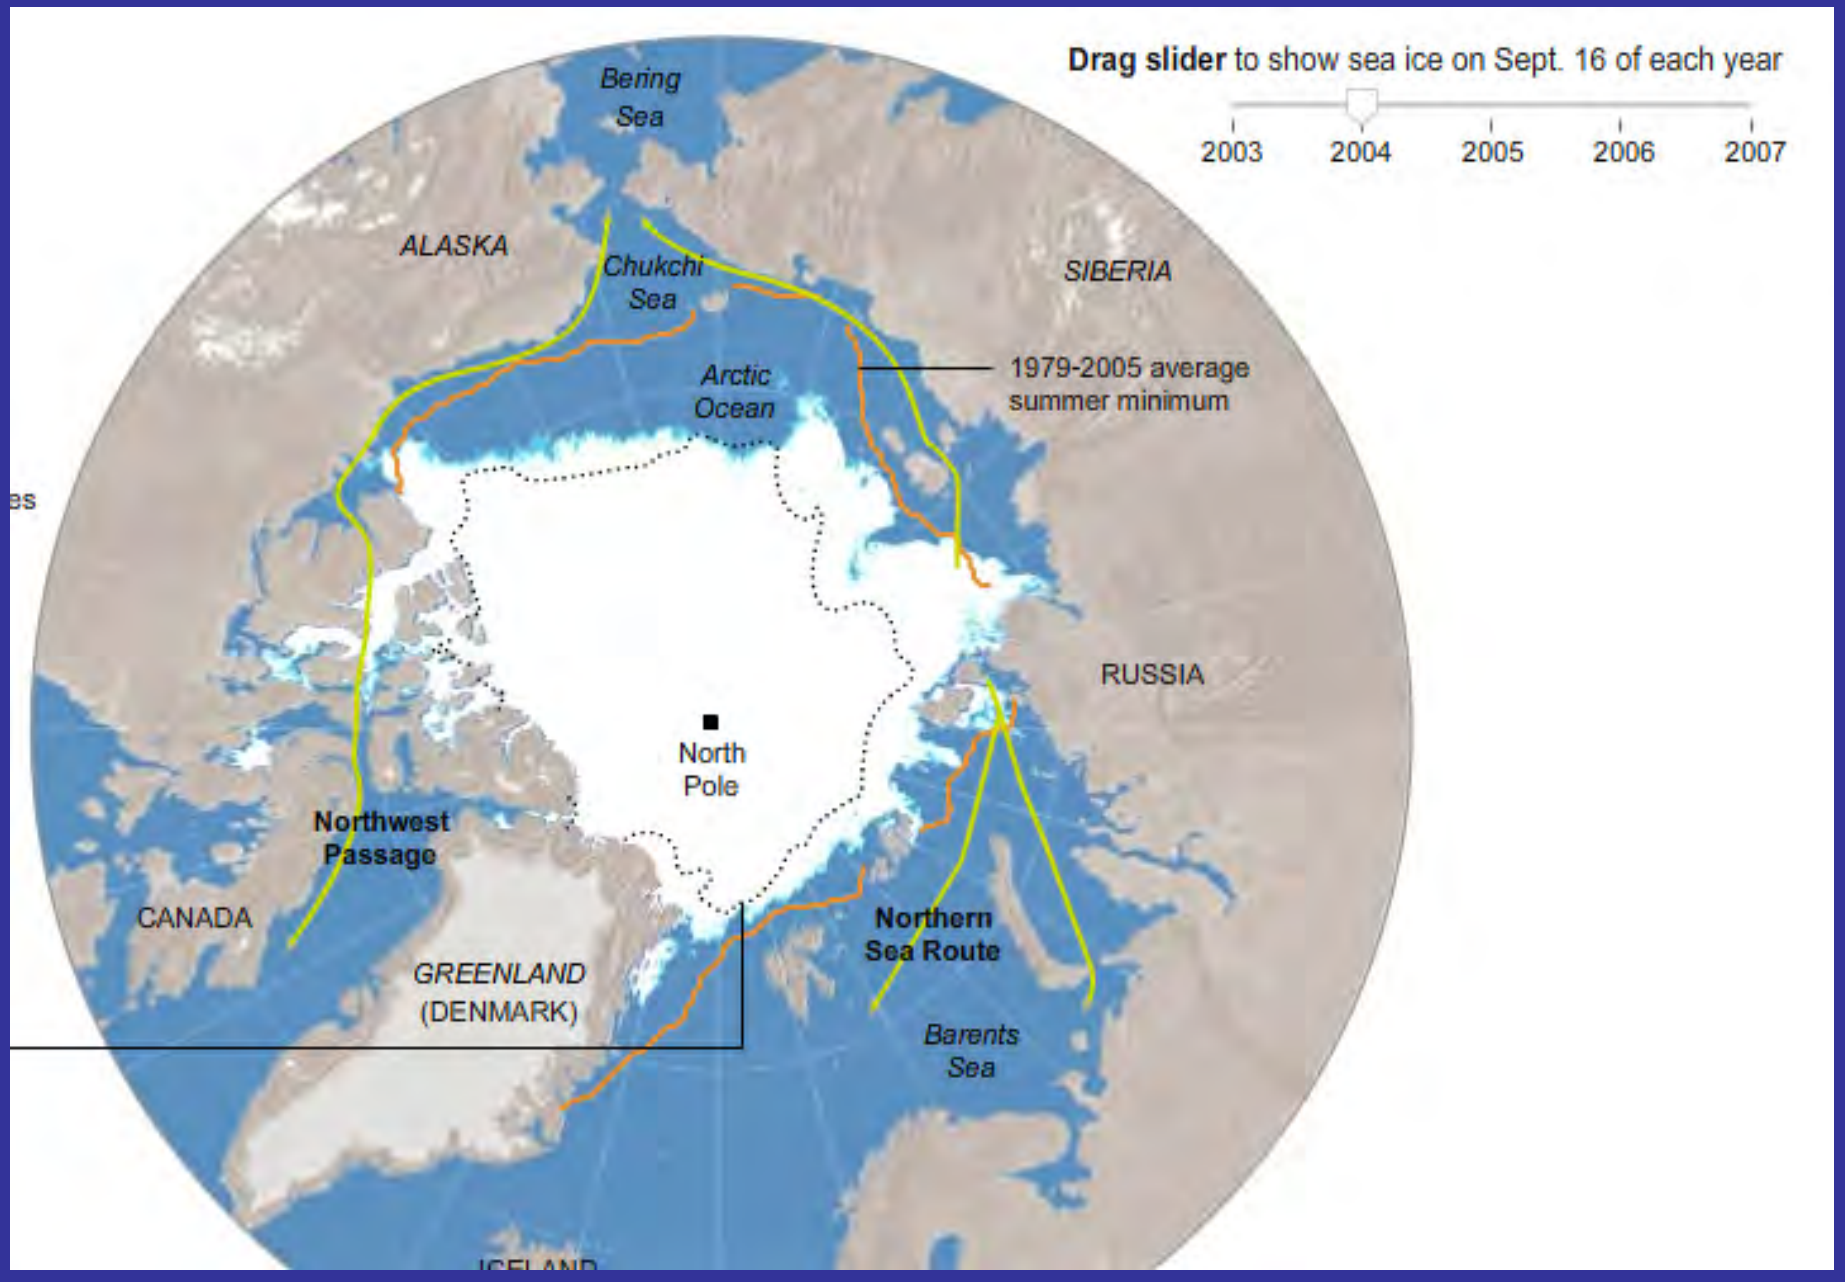 Drag slider to show sea ice on Sept. 16 of each year
2003 2004 2005 2006 2007
Bering
Sea
ALASKA
Chukchi
Sea
SIBERIA
Arctic
Ocean
1979-2005 average
summer minimum
es
RUSSIA
North
Pole
Northwest
Passage
CANADA
Northern
Sea Route
GREENLAND
(DENMARK)
Barents
Sea
ICELAND